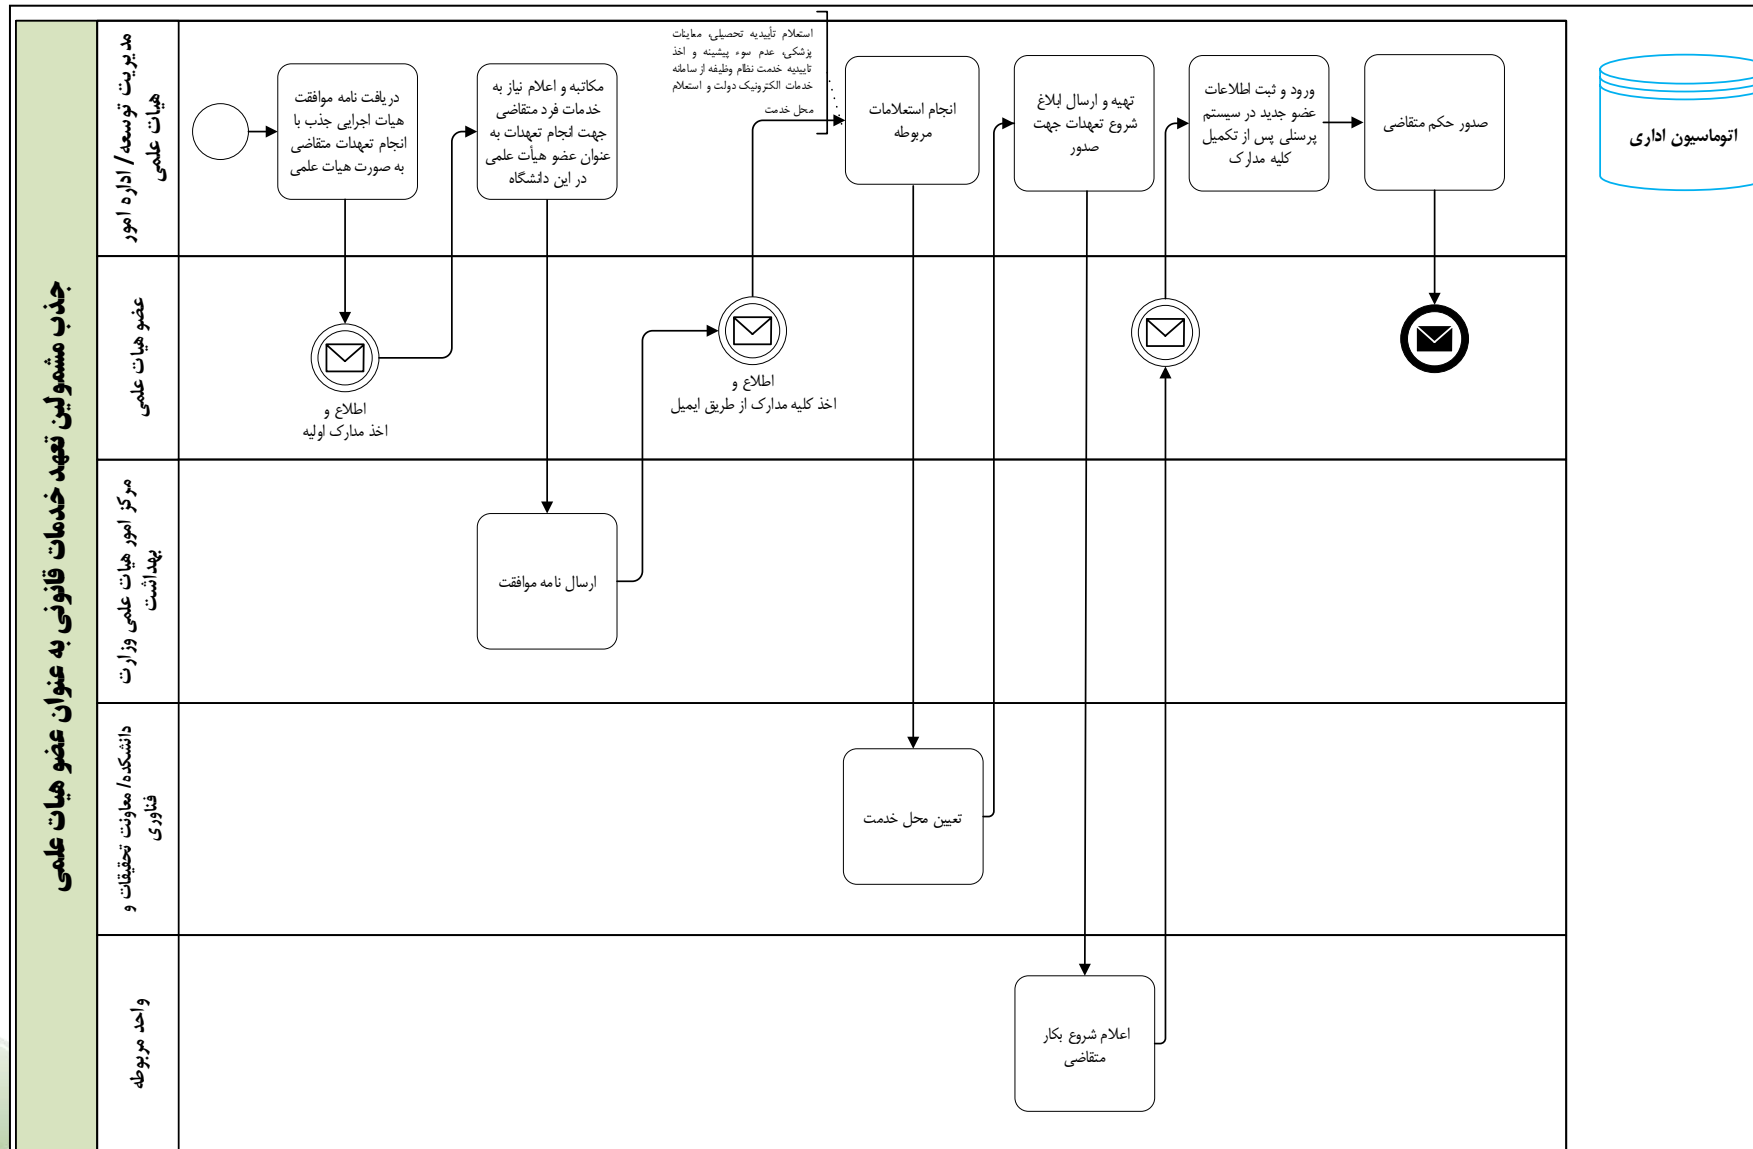 جذب مشمولین تعهد خدمات قانونی به عنوان عضو هیات علمی
مدیریت توسعه/ اداره امور
هیات علمی
دریافت نامه موافقت
هیات اجرایی جذب با
انجام تعهدات متقاضی
به صورت هیات علمی
مکاتبه و اعلام نیاز به
خدمات فرد متقاضی
جهت انجام تعهدات به
عنوان عضو هیأت علمی
در این دانشگاه
استعلام تأییدیه تحصیلی، معاینات
پزشکی، عدم سوء پیشینه و اخذ
تاییدیه خدمت نظام وظیفه از سامانه
خدمات الکترونیک دولت و استعلام
محل خدمت
انجام استعلامات
مربوطه
تهیه و ارسال ابلاغ
شروع تعهدات جهت
صدور
ورود و ثبت اطلاعات
عضو جدید در سیستم
پرسنلی پس از تکمیل
کلیه مدارک
صدور حکم متقاضی
اتوماسیون اداری
عضو هیات علمی
اطلاع و
اخذ مدارک اولیه
اطلاع و
اخذ کلیه مدارک از طریق ایمیل
مرکز امور هیات علمی وزارت
بهداشت
ارسال نامه موافقت
دانشکده/ معاونت تحقیقات و
فناوری
تعیین محل خدمت
واحد مربوطه
اعلام شروع بکار
متقاضی